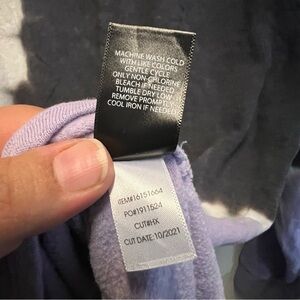 MACHINE WASH COLD
WITH LIKE COLORS
GENTLE CYCLE
ONLY NON-CHLORINE
BLEACH IF NEEDED
TUMBLE DRY LOW
REMOVE PROMPTLY
COOL IRON IF NEEDED
ITEM#16151664
PO#1911524
CUT#HX
CUT DATE:10/2021